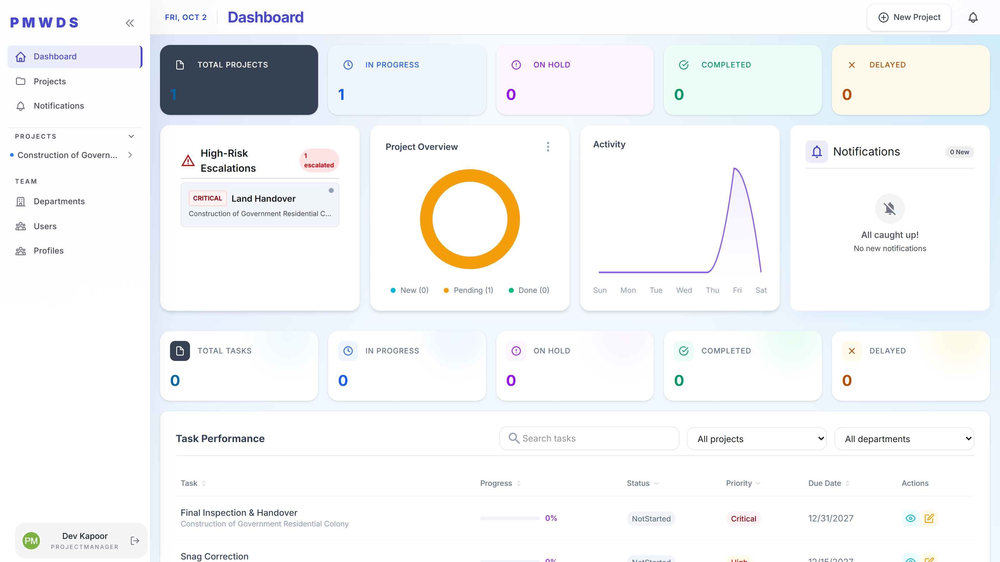 PMWDS
Dashboard
Projects
Notifications
PROJECTS
Construction of Govern...
TEAM
Departments
Users
Profiles
PM
Dev Kapoor
PROJECTMANAGER
FRI, OCT 2
Dashboard
New Project
TOTAL PROJECTS
1
IN PROGRESS
1
ON HOLD
0
COMPLETED
0
DELAYED
0
High-Risk
Escalations
1
escalated
CRITICAL
Land Handover
Construction of Government Residential C...
Project Overview
New (0)
Pending (1)
Done (0)
Activity
Sun Mon Tue Wed Thu Fri Sat
Notifications
0 New
All caught up!
No new notifications
TOTAL TASKS
0
IN PROGRESS
0
ON HOLD
0
COMPLETED
0
DELAYED
0
Task Performance
Search tasks
All projects
All departments
Task Progress Status Priority Due Date Actions
Final Inspection & Handover
Construction of Government Residential Colony
0%
NotStarted
Critical
12/31/2027
Snag Correction
0%
NotStarted
High
12/15/2027